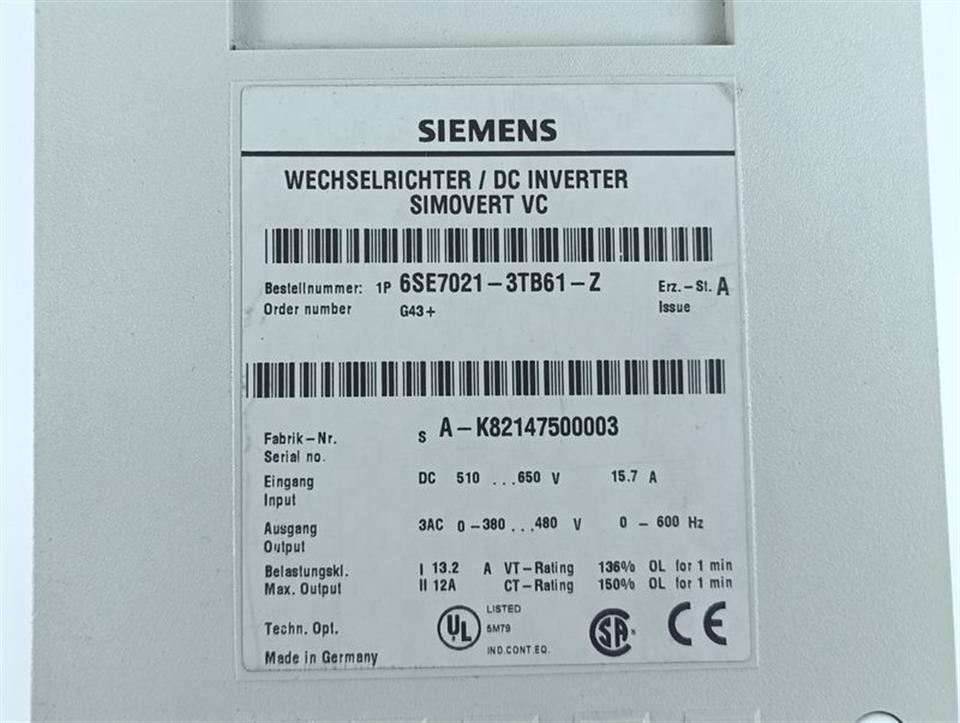 SIEMENS
WECHSELRICHTER / DC INVERTER
SIMOVERT VC
Bestellnummer: 1P 6SE7021-3TB61-Z Erz.-St. A
Order number G43+ Issue
Fabrik-Nr. S A-K82147500003
Serial no.
Eingang DC 510 ...650 V 15.7 A
Input
Ausgang 3AC 0-380 ...480 V 0 - 600 Hz
Output
Belastungskl. I 13.2 A VT-Rating 136% OL for 1 min
Max. Output II 12A CT-Rating 150% OL for 1 min
LISTED
Techn. Opt. UL 5M79 SA CE
IND.CONT.EQ.
Made in Germany